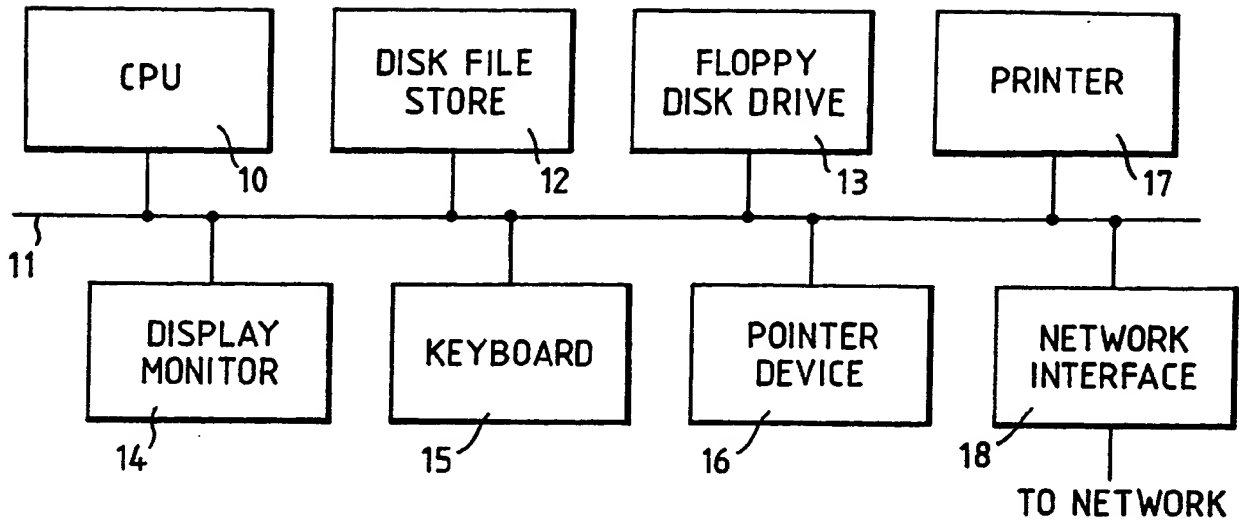 CPU
10
DISK FILE
STORE
12
FLOPPY
DISK DRIVE
13
PRINTER
17
11
DISPLAY
MONITOR
14
KEYBOARD
15
POINTER
DEVICE
16
NETWORK
INTERFACE
18
TO NETWORK